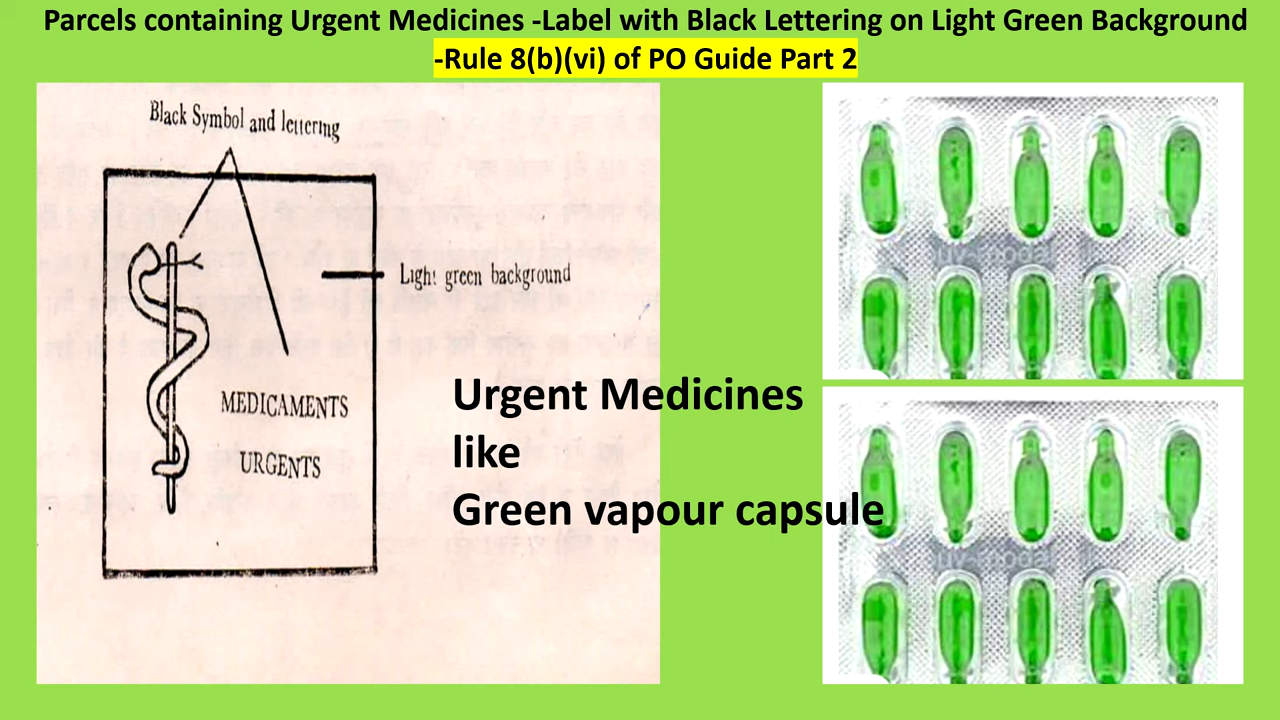 Parcels containing Urgent Medicines -Label with Black Lettering on Light Green Background
-Rule 8(b)(vi) of PO Guide Part 2
Black Symbol and lettering
Light green background
MEDICAMENTS
URGENTS
Urgent Medicines
like
Green vapour capsule